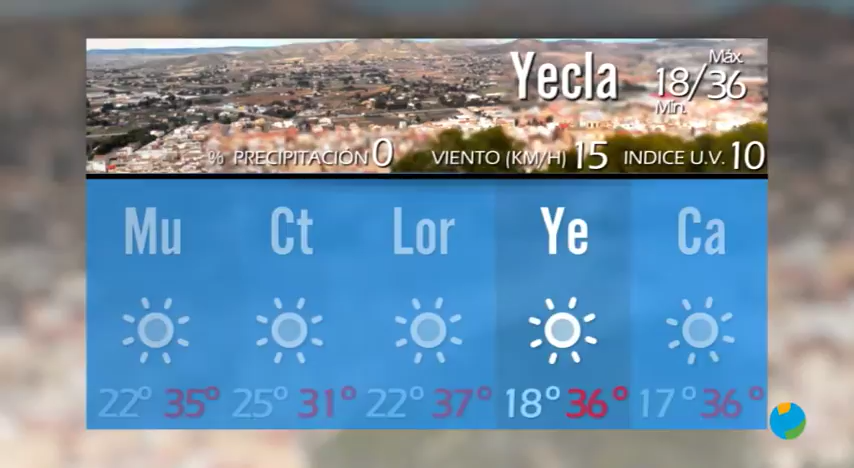 Yecla
Máx.
18/36
Mín.
% PRECIPITACIÓN 0 VIENTO (KM/H) 15 INDICE U.V. 10
Mu Ct Lor Ye Ca
22° 35° 25° 31° 22° 37° 18° 36° 17° 36°